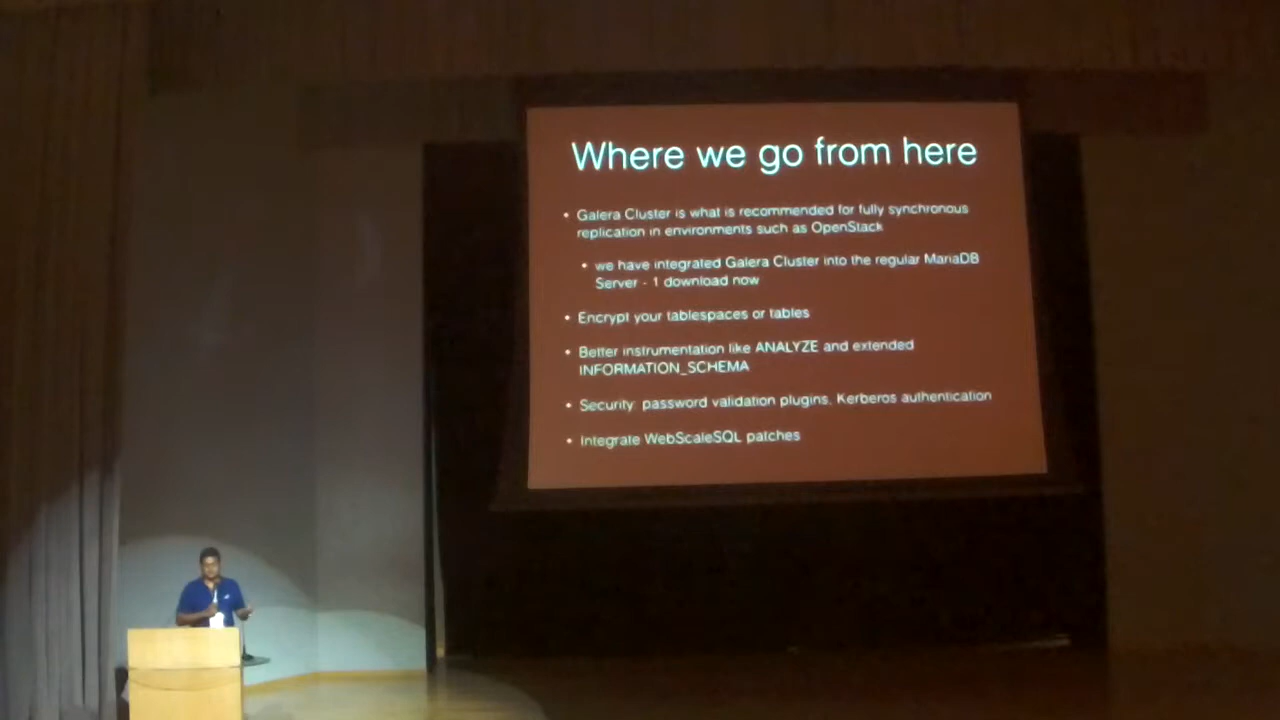 Where we go from here
• Galera Cluster is what is recommended for fully synchronous
replication in environments such as OpenStack
• we have integrated Galera Cluster into the regular MariaDB
Server - 1 download now
• Encrypt your tablespaces or tables
• Better instrumentation like ANALYZE and extended
INFORMATION_SCHEMA
• Security: password validation plugins, Kerberos authentication
• Integrate WebScaleSQL patches